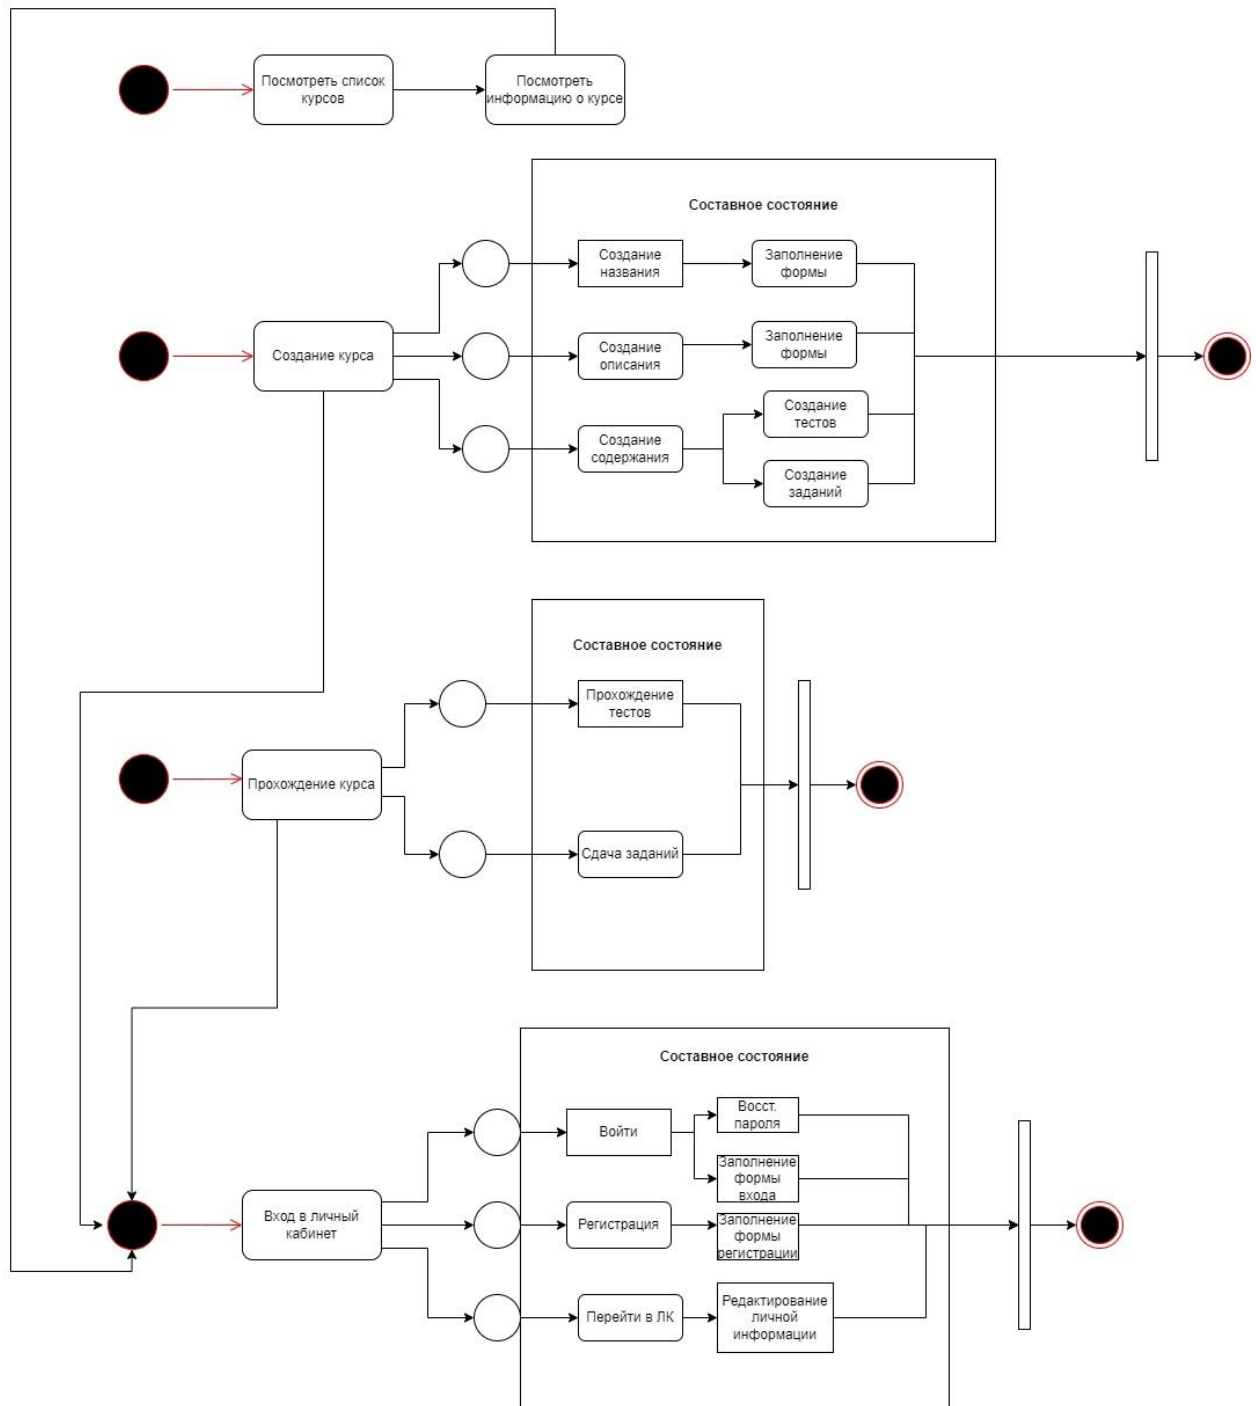 Посмотреть список
курсов
Посмотреть
информацию о курсе
Составное состояние
Создание
названия
Заполнение
формы
Создание курса
Создание
описания
Заполнение
формы
Создание
содержания
Создание
тестов
Создание
заданий
Составное состояние
Прохождение
тестов
Прохождение курса
Сдача заданий
Составное состояние
Войти
Восст.
пароля
Заполнение
формы
входа
Вход в личный
кабинет
Регистрация
Заполнение
формы
регистрации
Перейти в ЛК
Редактирование
личной
информации